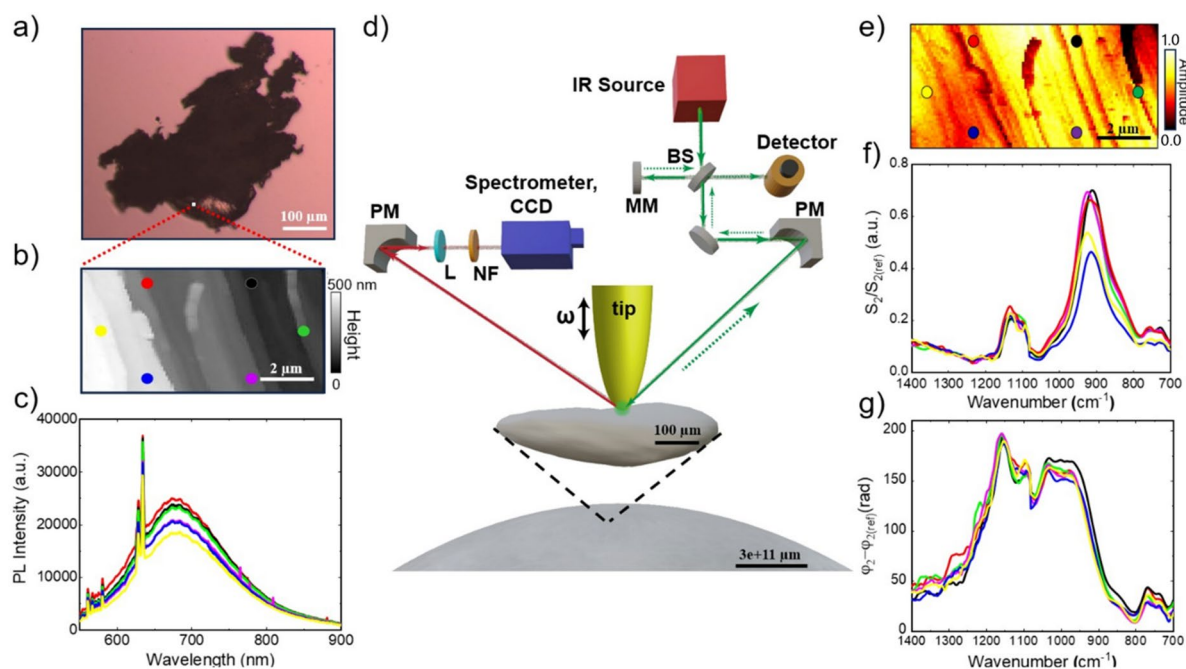 a)
100 µm
b)
500 nm
Height
0
2 µm
c)
40000
30000
20000
10000
0
PL Intensity (a.u.)
600
700
800
900
Wavelength (nm)
d)
IR Source
BS
Detector
MM
PM
Spectrometer,
CCD
PM
L
NF
ω
tip
100 µm
3e+11 µm
e)
1.0
Amplitude
0.0
2 µm
f)
0.8
0.6
0.4
0.2
0.0
S2/S2(ref) (a.u.)
1400 1300 1200 1100 1000 900 800 700
Wavenumber (cm-1)
g)
200
150
100
50
0
φ2–φ2(ref)(rad)
1400 1300 1200 1100 1000 900 800 700
Wavenumber (cm-1)